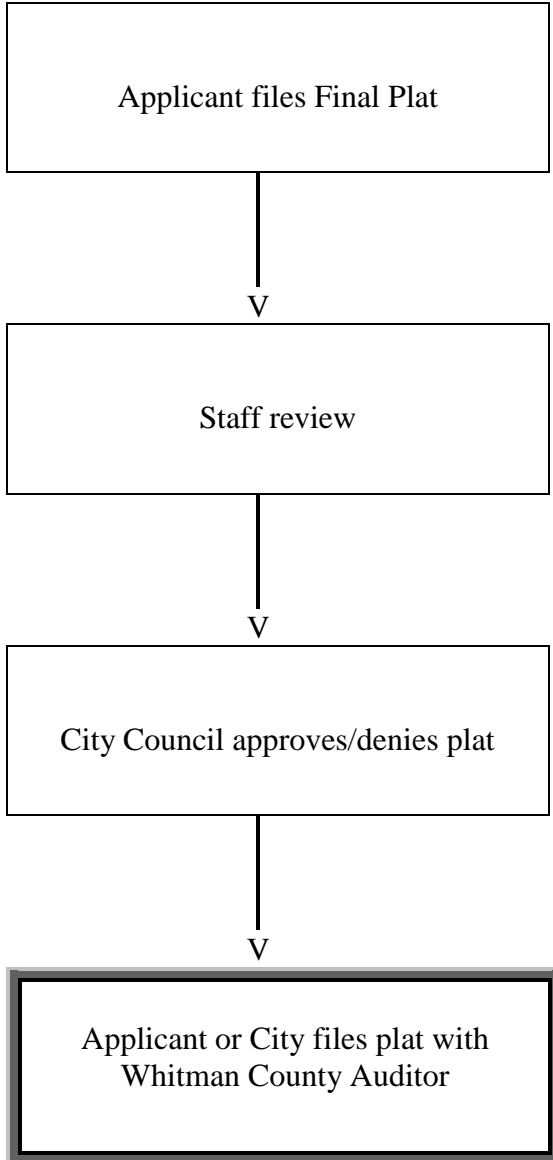 Applicant files Final Plat
V
Staff review
V
City Council approves/denies plat
V
Applicant or City files plat with
Whitman County Auditor